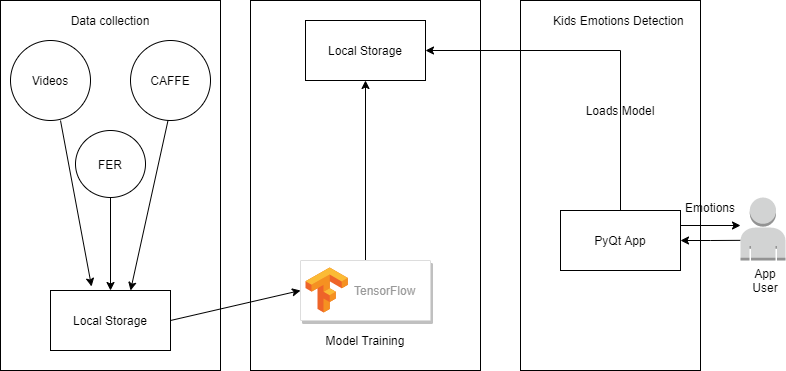 Data collection
Videos
CAFFE
FER
Local Storage
Local Storage
TensorFlow
Model Training
Kids Emotions Detection
Loads Model
PyQt App
Emotions
App
User